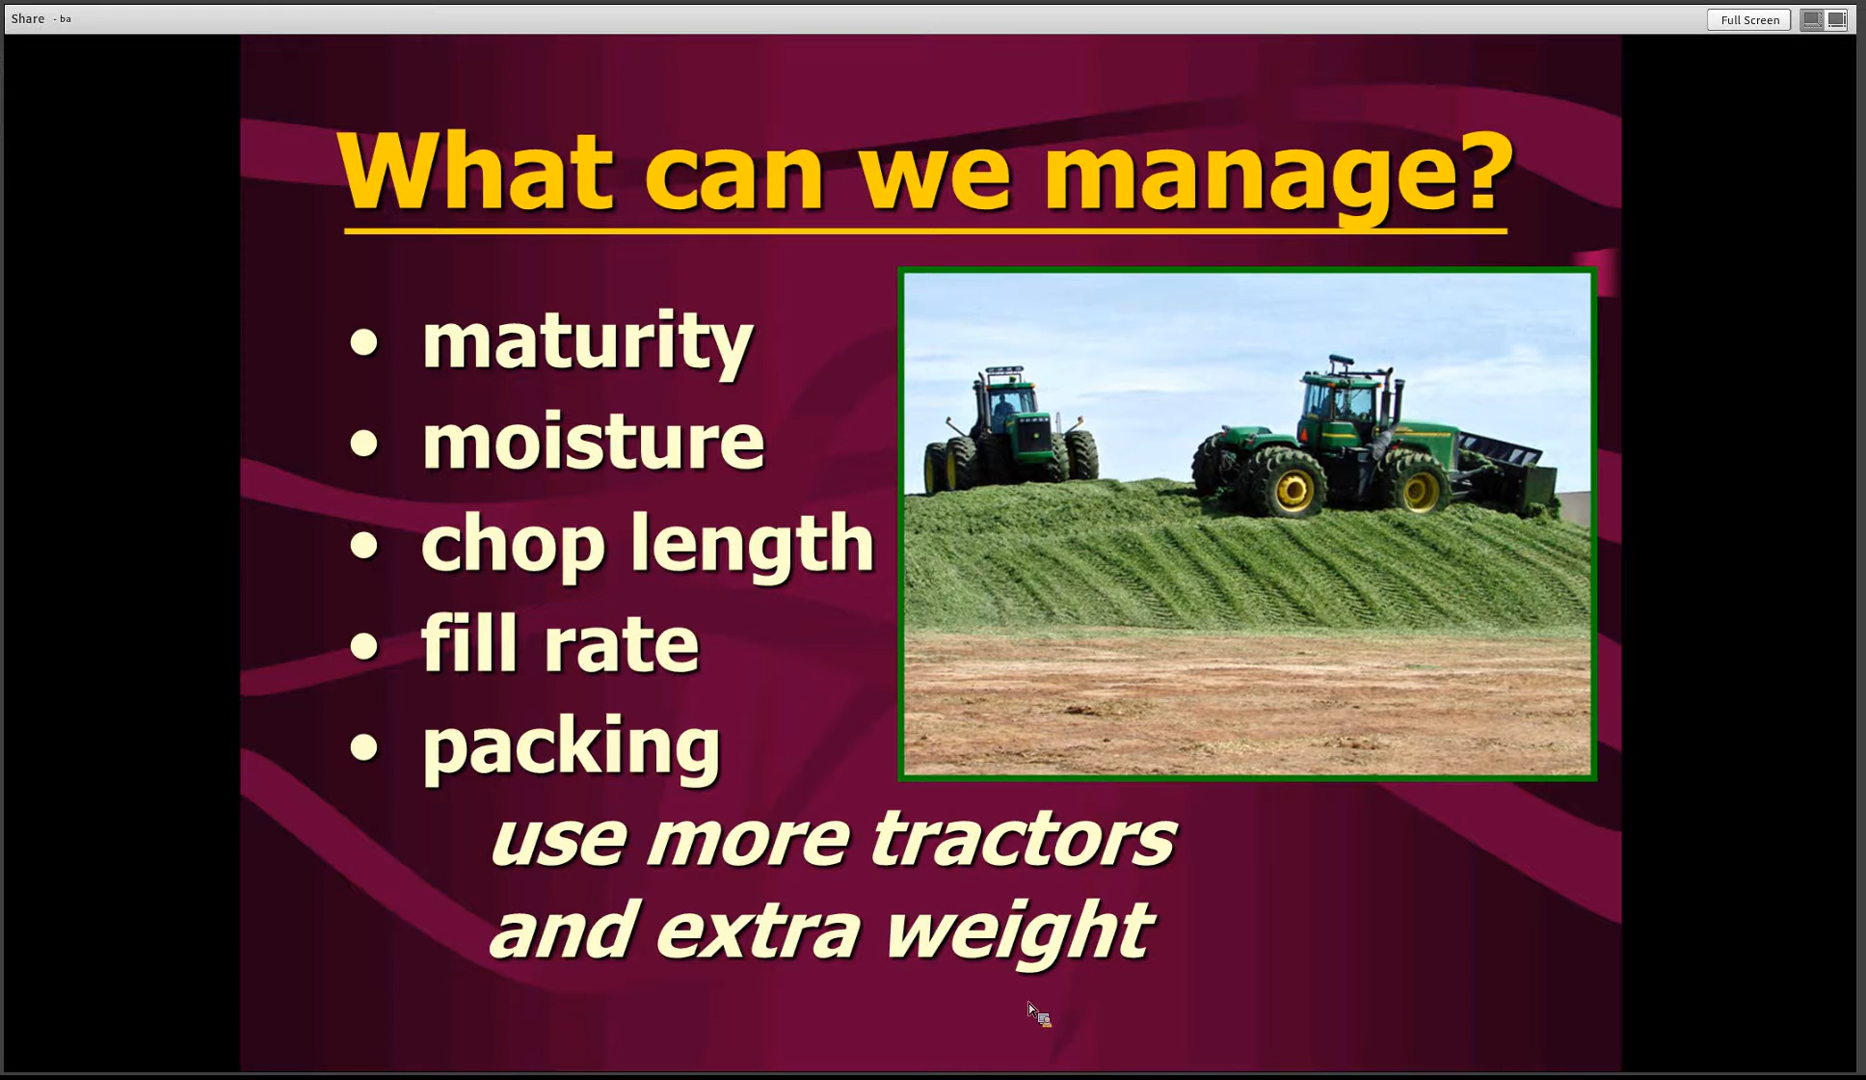 Share - ba
Full Screen
What can we manage?
• maturity
• moisture
• chop length
• fill rate
• packing
use more tractors
and extra weight